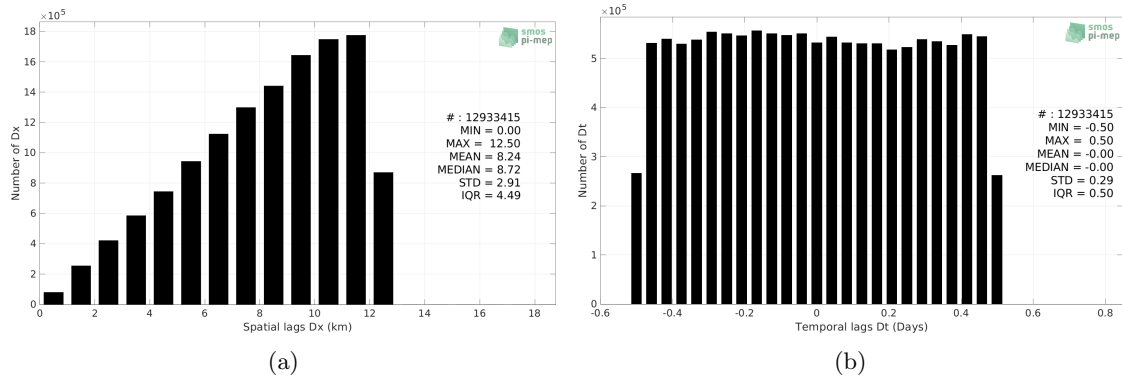 ×10⁵
18
16
14
12
10
8
6
4
2
0
Number of Dx
smos
pi-mep
# : 12933415
MIN = 0.00
MAX = 12.50
MEAN = 8.24
MEDIAN = 8.72
STD = 2.91
IQR = 4.49
0 2 4 6 8 10 12 14 16 18
Spatial lags Dx (km)
(a)
×10⁵
5
4
3
2
1
0
Number of Dt
smos
pi-mep
# : 12933415
MIN = -0.50
MAX = 0.50
MEAN = -0.00
MEDIAN = -0.00
STD = 0.29
IQR = 0.50
-0.6 -0.4 -0.2 0 0.2 0.4 0.6 0.8
Temporal lags Dt (Days)
(b)